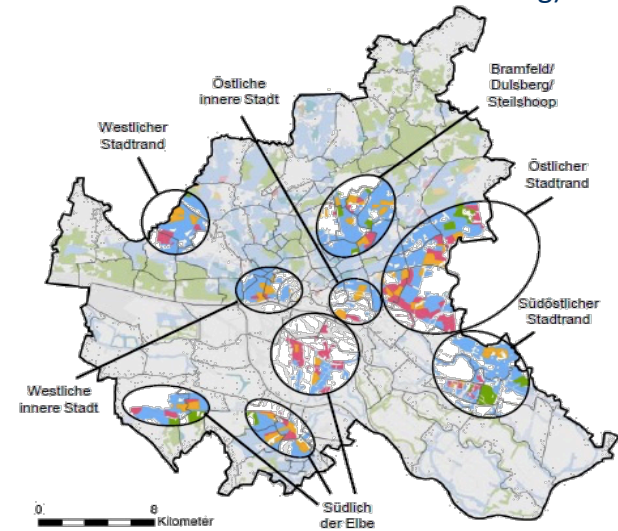 Östliche
innere Stadt
Bramfeld/
Dulsberg/
Steilshoop
Westlicher
Stadtrand
Östlicher
Stadtrand
Südöstlicher
Stadtrand
Westliche
innere Stadt
Südlich
der Elbe
0 8
Kilometer